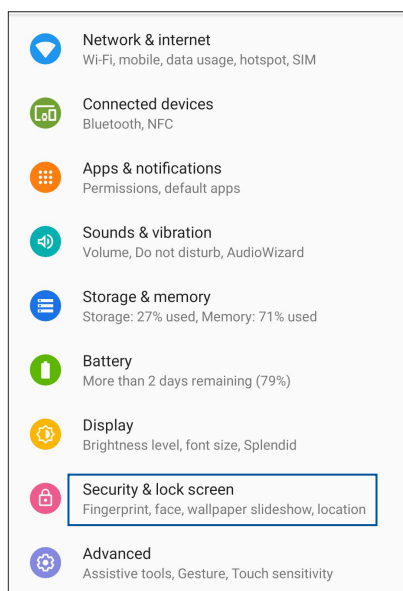 Network & internet
Wi-Fi, mobile, data usage, hotspot, SIM
Connected devices
Bluetooth, NFC
Apps & notifications
Permissions, default apps
Sounds & vibration
Volume, Do not disturb, AudioWizard
Storage & memory
Storage: 27% used, Memory: 71% used
Battery
More than 2 days remaining (79%)
Display
Brightness level, font size, Splendid
Security & lock screen
Fingerprint, face, wallpaper slideshow, location
Advanced
Assistive tools, Gesture, Touch sensitivity